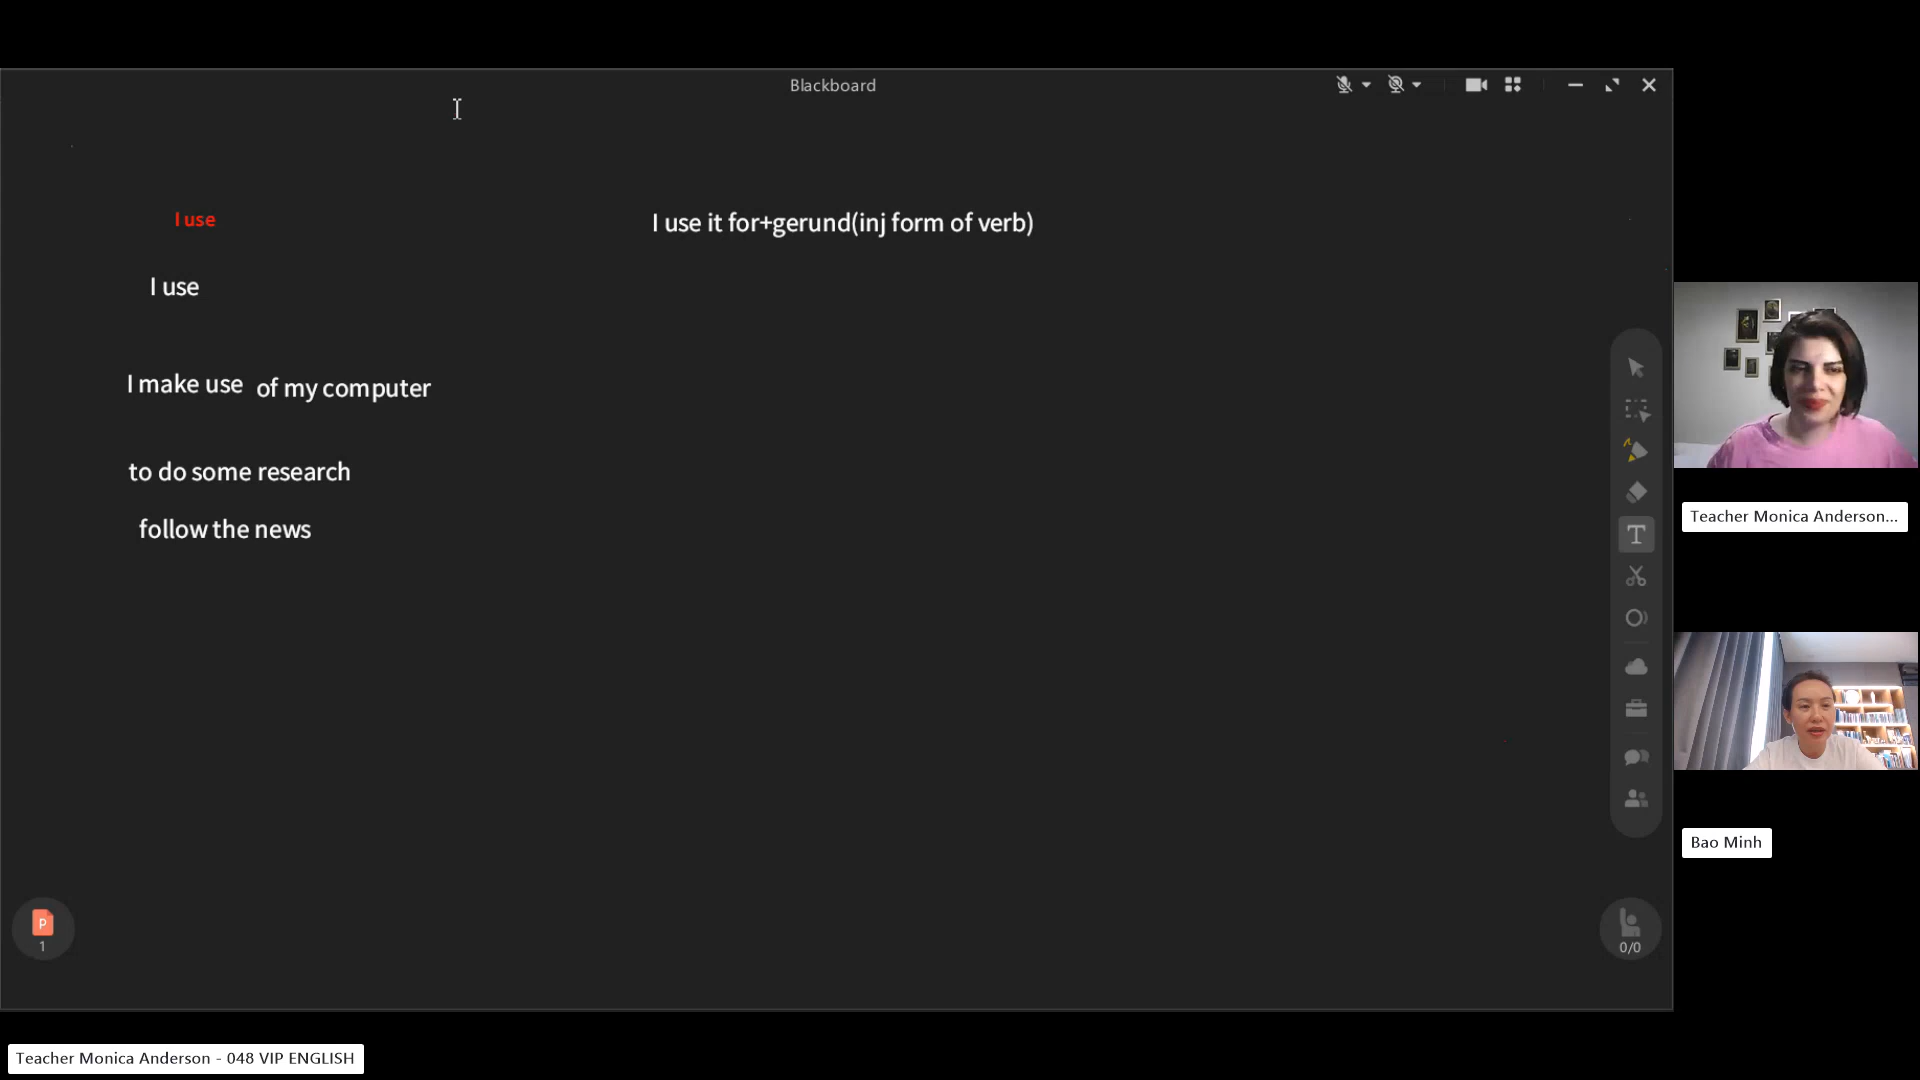 Blackboard
I use
I use it for+gerund(inj form of verb)
I use
I make use of my computer
to do some research
follow the news
T
Teacher Monica Anderson...
Bao Minh
P
1
0/0
Teacher Monica Anderson - 048 VIP ENGLISH